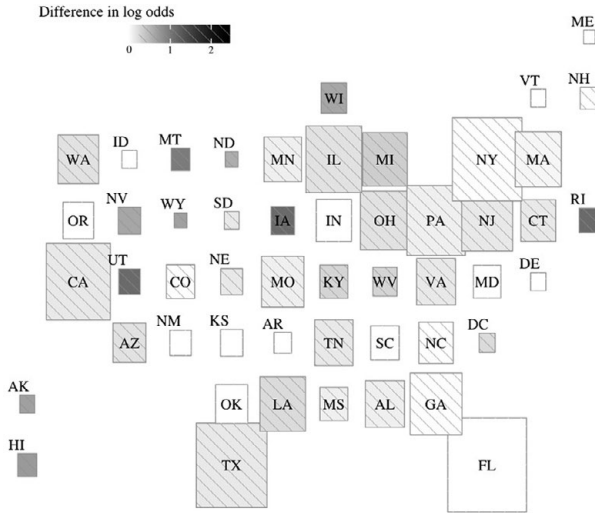 Difference in log odds
0 1 2
ME
VT NH
WI
WA ID MT ND MN IL MI NY MA
OR NV WY SD IA IN OH PA NJ CT RI
CA UT CO NE MO KY WV VA MD DE
AZ NM KS AR TN SC NC DC
AK OK LA MS AL GA
HI TX FL